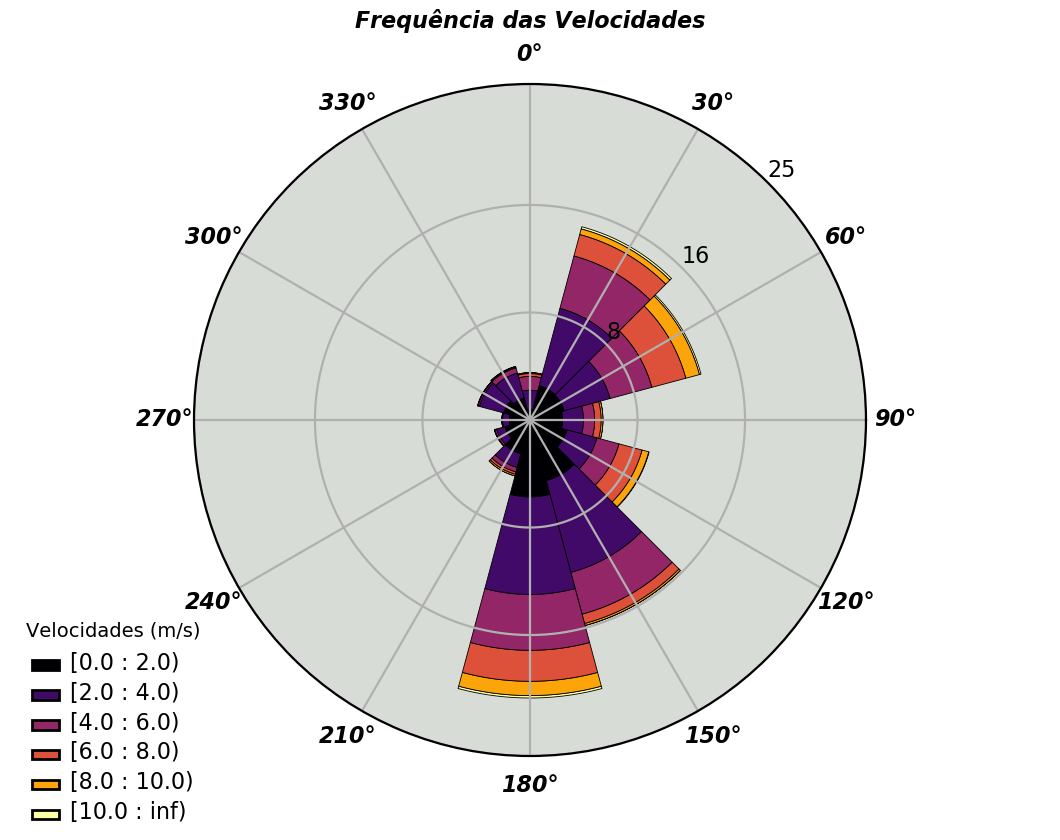 Frequência das Velocidades
0°
330°
30°
25
300°
60°
16
8
270°
90°
240°
120°
210°
150°
180°
Velocidades (m/s)
[0.0 : 2.0)
[2.0 : 4.0)
[4.0 : 6.0)
[6.0 : 8.0)
[8.0 : 10.0)
[10.0 : inf)